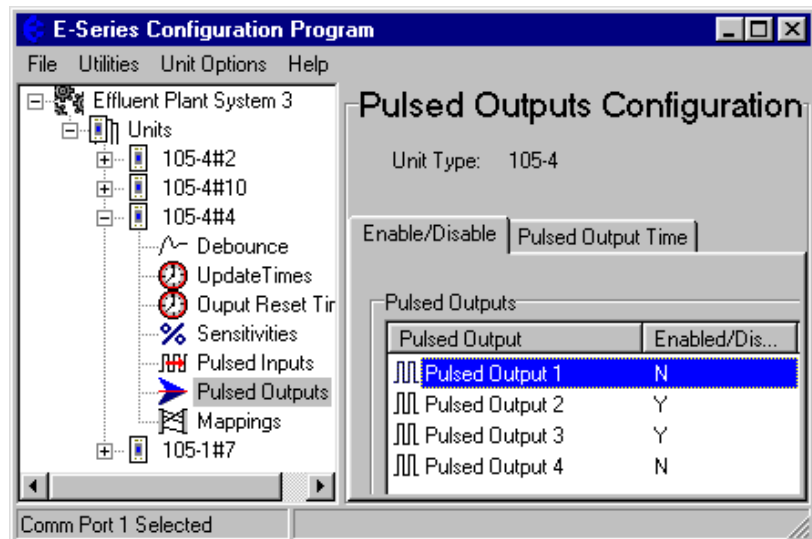 E-Series Configuration Program
File Utilities Unit Options Help
Effluent Plant System 3
Units
105-4#2
105-4#10
105-4#4
Debounce
UpdateTimes
Ouput Reset Tir
Sensitivities
Pulsed Inputs
Pulsed Outputs
Mappings
105-1#7
Pulsed Outputs Configuration
Unit Type: 105-4
Enable/Disable Pulsed Output Time
Pulsed Outputs
Pulsed Output Enabled/Dis...
Pulsed Output 1 N
Pulsed Output 2 Y
Pulsed Output 3 Y
Pulsed Output 4 N
Comm Port 1 Selected